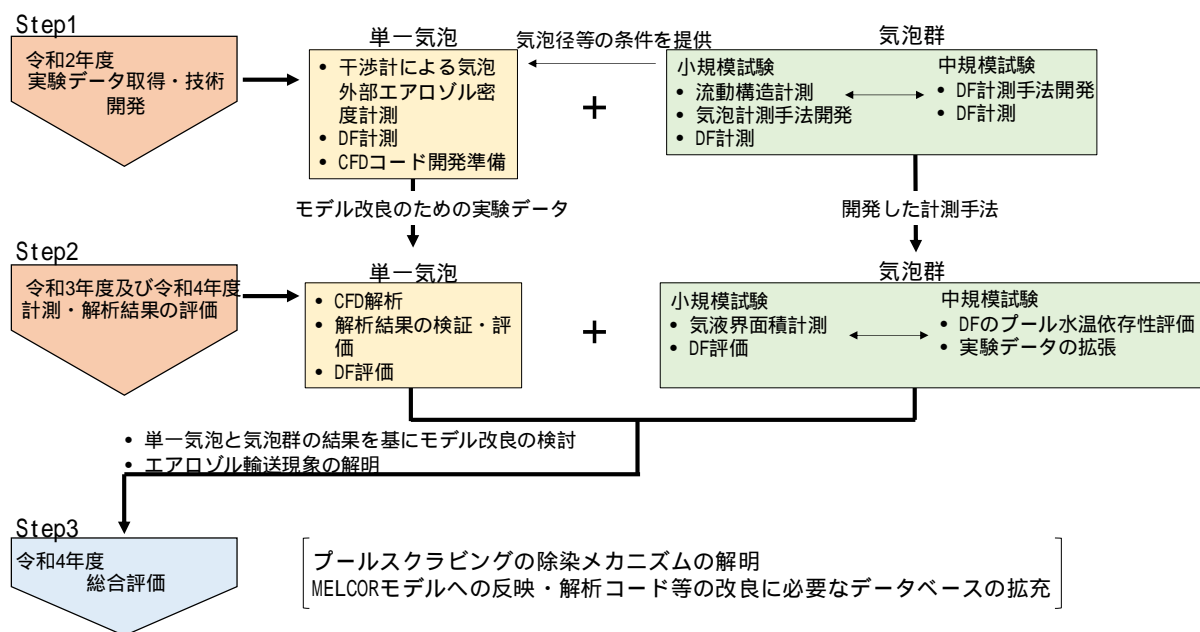 Step1
令和2年度
実験データ取得・技術
開発
単一気泡
• 干渉計による気泡
外部エアロゾル密
度計測
• DF計測
• CFDコード開発準備
気泡径等の条件を提供
+
気泡群
小規模試験
• 流動構造計測
• 気泡計測手法開発
• DF計測
中規模試験
• DF計測手法開発
• DF計測
モデル改良のための実験データ
開発した計測手法
Step2
令和3年度及び令和4年度
計測・解析結果の評価
単一気泡
• CFD解析
• 解析結果の検証・評
価
• DF評価
+
気泡群
小規模試験
• 気液界面積計測
• DF評価
中規模試験
• DFのプール水温依存性評価
• 実験データの拡張
• 単一気泡と気泡群の結果を基にモデル改良の検討
• エアロゾル輸送現象の解明
Step3
令和4年度
総合評価
プールスクラビングの除染メカニズムの解明
MELCORモデルへの反映・解析コード等の改良に必要なデータベースの拡充